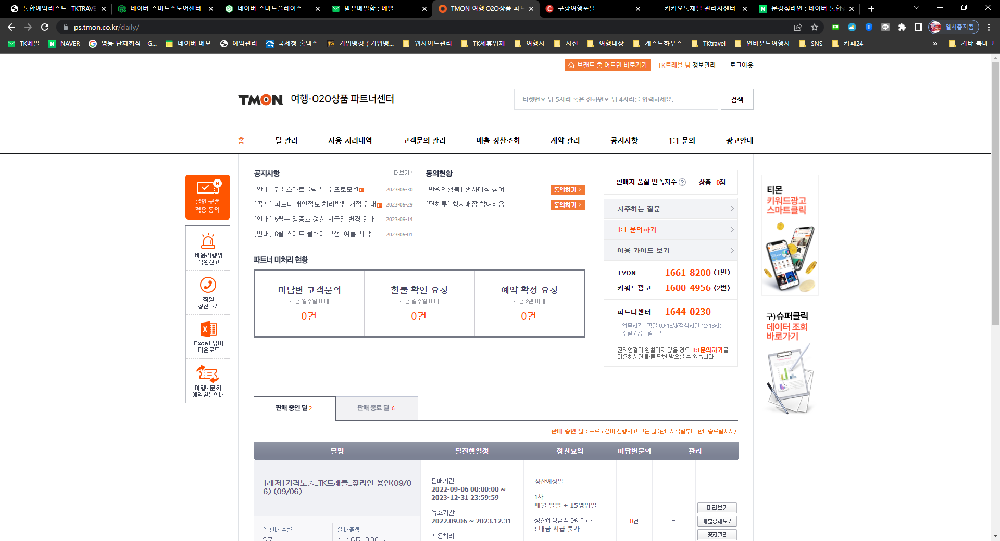 통합예약리스트 -TKTRAVE
네이버 스마트스토어센터
네이버 스마트플레이스
받은메일함 : 메일
TMON 여행·O2O상품 파트
쿠팡여행포탈
카카오톡채널 관리자센터
문경짚라인 : 네이버 통합
ps.tmon.co.kr/daily/
일시중지됨
TK메일
NAVER
명동 단체회식 - G...
네이버 메모
예약관리
국세청 홈택스
기업뱅킹 ( 기업뱅...
웹사이트관리
TK제휴업체
여행사
사진
여행대장
게스트하우스
TKtravel
인바운드여행사
SNS
카페24
»
기타 북마크
브랜드 홈 어드민 바로가기
TK트래블 님 정보관리
로그아웃
TMON 여행·O2O상품 파트너센터
티켓번호 뒤 5자리 혹은 전화번호 뒤 4자리를 입력하세요.
검색
홈
딜 관리
사용·처리내역
고객문의 관리
매출·정산조회
계약 관리
공지사항
1:1 문의
광고안내
할인 쿠폰
적용 동의
비윤리행위
직원신고
직원
칭찬하기
Excel 뷰어
다운로드
여행·문화
예약환불안내
공지사항
더보기
[안내] 7월 스마트클릭 특급 프로모션 N 2023-06-30
[공지] 파트너 개인정보 처리방침 개정 안내 N 2023-06-29
[안내] 5월분 영중소 정산 지급일 변경 안내 2023-06-14
[안내] 6월 스마트 클릭이 왔썸! 여름 시작 … 2023-06-01
동의현황
[만원의행복] 행사매장 참여… 동의하기 ›
[단하루] 행사매장 참여비용… 동의하기 ›
파트너 미처리 현황
미답변 고객문의
최근 일주일 이내
0건
환불 확인 요청
최근 일주일 이내
0건
예약 확정 요청
최근 2년 이내
0건
판매자 품질 만족지수 ? 상품 0점
자주하는 질문
1:1 문의하기
이용 가이드 보기
TVON 1661-8200 (1번)
키워드광고 1600-4956 (2번)
파트너센터 1644-0230
· 업무시간 : 평일 09~18시(점심시간 12~13시)
· 주말 / 공휴일 휴무
전화연결이 원활하지 않을 경우, 1:1문의하기를
이용하시면 빠른 답변 받으실 수 있습니다.
티몬
키워드광고
스마트클릭
구)슈퍼클릭
데이터 조회
바로가기
판매 중인 딜 2
판매 종료 딜 6
판매 중인 딜 : 프로모션이 진행되고 있는 딜 (판매시작일부터 판매종료일까지)
딜명
딜진행일정
정산요약
미답변문의
관리
[레저]가격노출_TK트래블_짚라인 용인(09/0
6) (09/06)
실 판매 수량
27개
실 매출액
1,165,000원
판매기간
2022-09-06 00:00:00 ~
2023-12-31 23:59:59
유효기간
2022.09.06 ~ 2023.12.31
사용처리
정산예정일
1차
매월 말일 + 15영업일
정산예정금액 0원 이하
: 대금 지급 불가
0건
-
미리보기
매출상세보기
공지관리